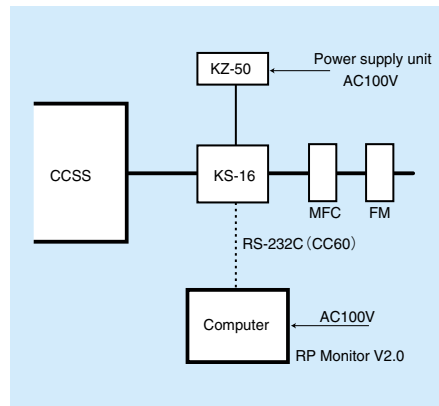 KZ-50
Power supply unit
AC100V
CCSS
KS-16
MFC
FM
RS-232C（CC60）
Computer
AC100V
RP Monitor V2.0